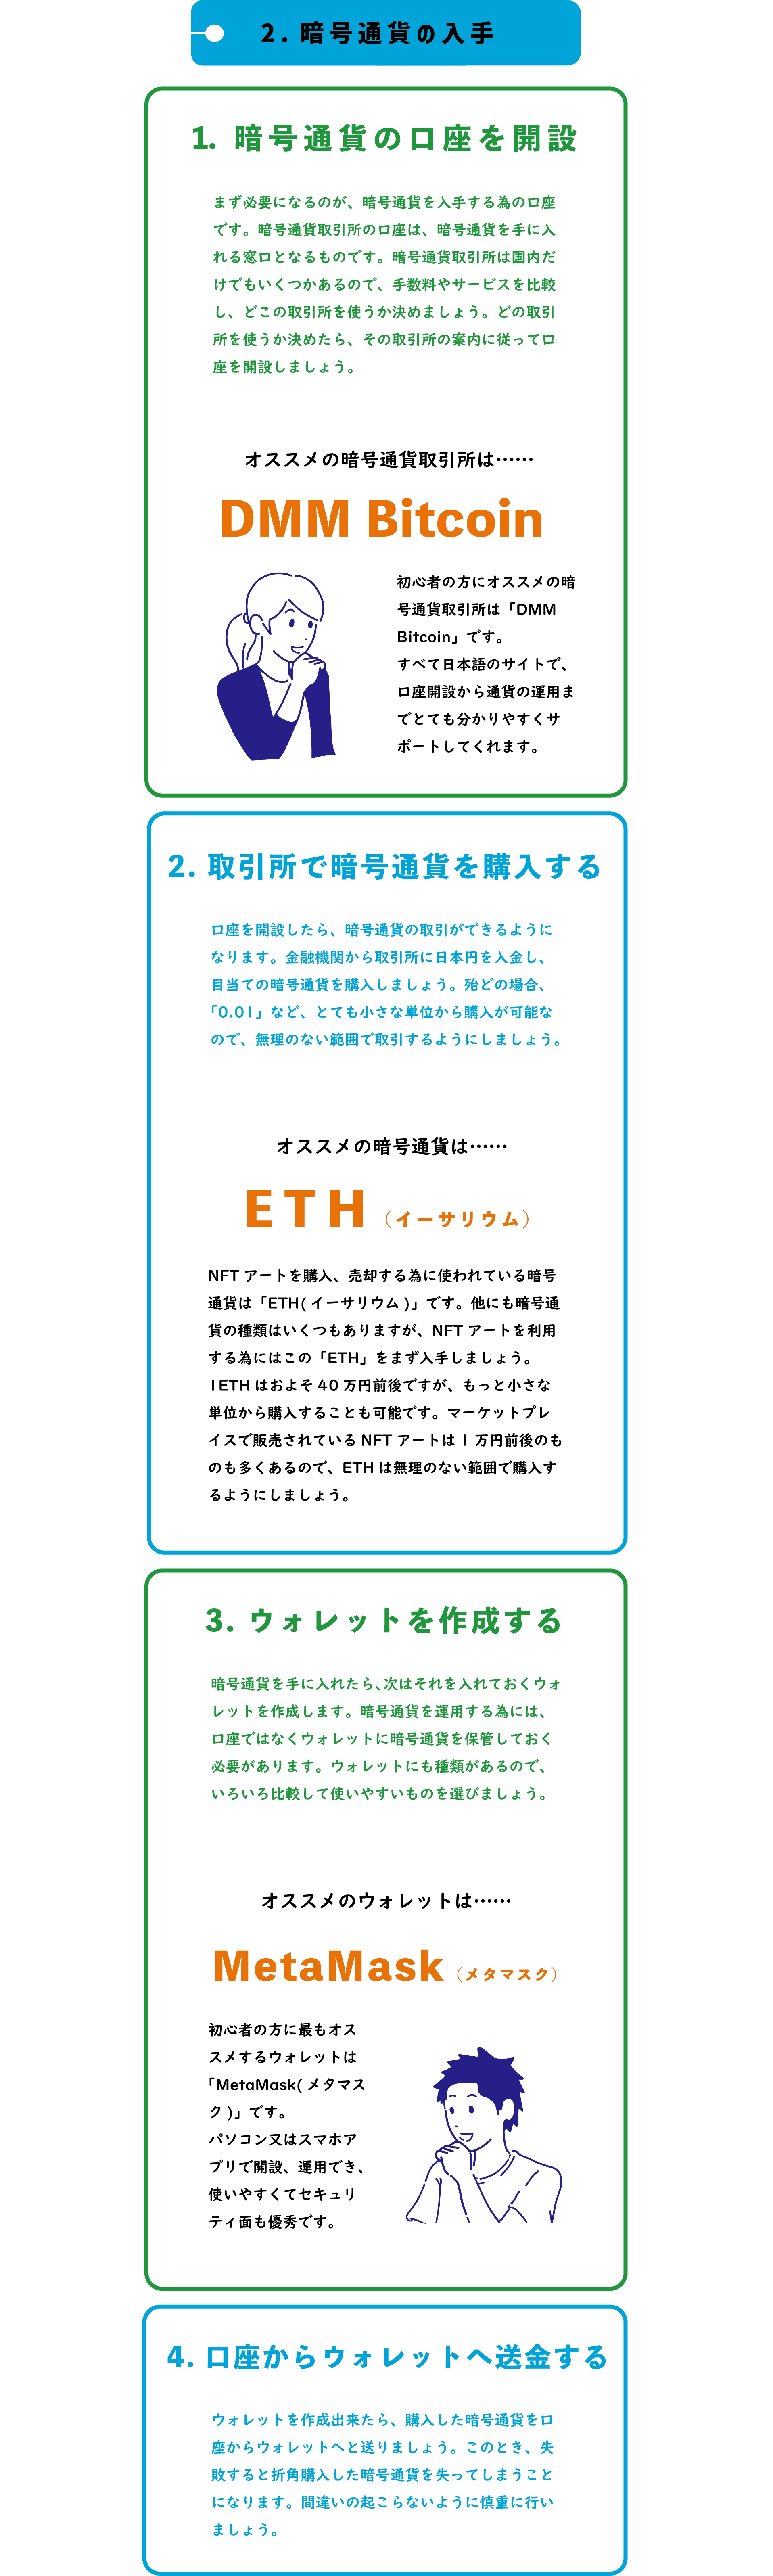 2. 暗号通貨の入手
1. 暗号通貨の口座を開設
まず必要になるのが、暗号通貨を入手する為の口座
です。暗号通貨取引所の口座は、暗号通貨を手に入
れる窓口となるものです。暗号通貨取引所は国内だ
けでもいくつかあるので、手数料やサービスを比較
し、どこの取引所を使うか決めましょう。どの取引
所を使うか決めたら、その取引所の案内に従って口
座を開設しましょう。
オススメの暗号通貨取引所は……
DMM Bitcoin
初心者の方にオススメの暗
号通貨取引所は「DMM
Bitcoin」です。
すべて日本語のサイトで、
口座開設から通貨の運用ま
でとても分かりやすくサ
ポートしてくれます。
2. 取引所で暗号通貨を購入する
口座を開設したら、暗号通貨の取引ができるように
なります。金融機関から取引所に日本円を入金し、
目当ての暗号通貨を購入しましょう。殆どの場合、
「0.01」など、とても小さな単位から購入が可能な
ので、無理のない範囲で取引するようにしましょう。
オススメの暗号通貨は……
ETH（イーサリウム）
NFT アートを購入、売却する為に使われている暗号
通貨は「ETH( イーサリウム )」です。他にも暗号通
貨の種類はいくつもありますが、NFT アートを利用
する為にはこの「ETH」をまず入手しましょう。
1ETH はおよそ 40 万円前後ですが、もっと小さな
単位から購入することも可能です。マーケットプレ
イスで販売されている NFT アートは 1 万円前後のも
のも多くあるので、ETH は無理のない範囲で購入す
るようにしましょう。
3. ウォレットを作成する
暗号通貨を手に入れたら、次はそれを入れておくウォ
レットを作成します。暗号通貨を運用する為には、
口座ではなくウォレットに暗号通貨を保管しておく
必要があります。ウォレットにも種類があるので、
いろいろ比較して使いやすいものを選びましょう。
オススメのウォレットは……
MetaMask（メタマスク）
初心者の方に最もオス
スメするウォレットは
「MetaMask( メタマス
ク )」です。
パソコン又はスマホア
プリで開設、運用でき、
使いやすくてセキュリ
ティ面も優秀です。
4. 口座からウォレットへ送金する
ウォレットを作成出来たら、購入した暗号通貨を口
座からウォレットへと送りましょう。このとき、失
敗すると折角購入した暗号通貨を失ってしまうこと
になります。間違いの起こらないように慎重に行い
ましょう。